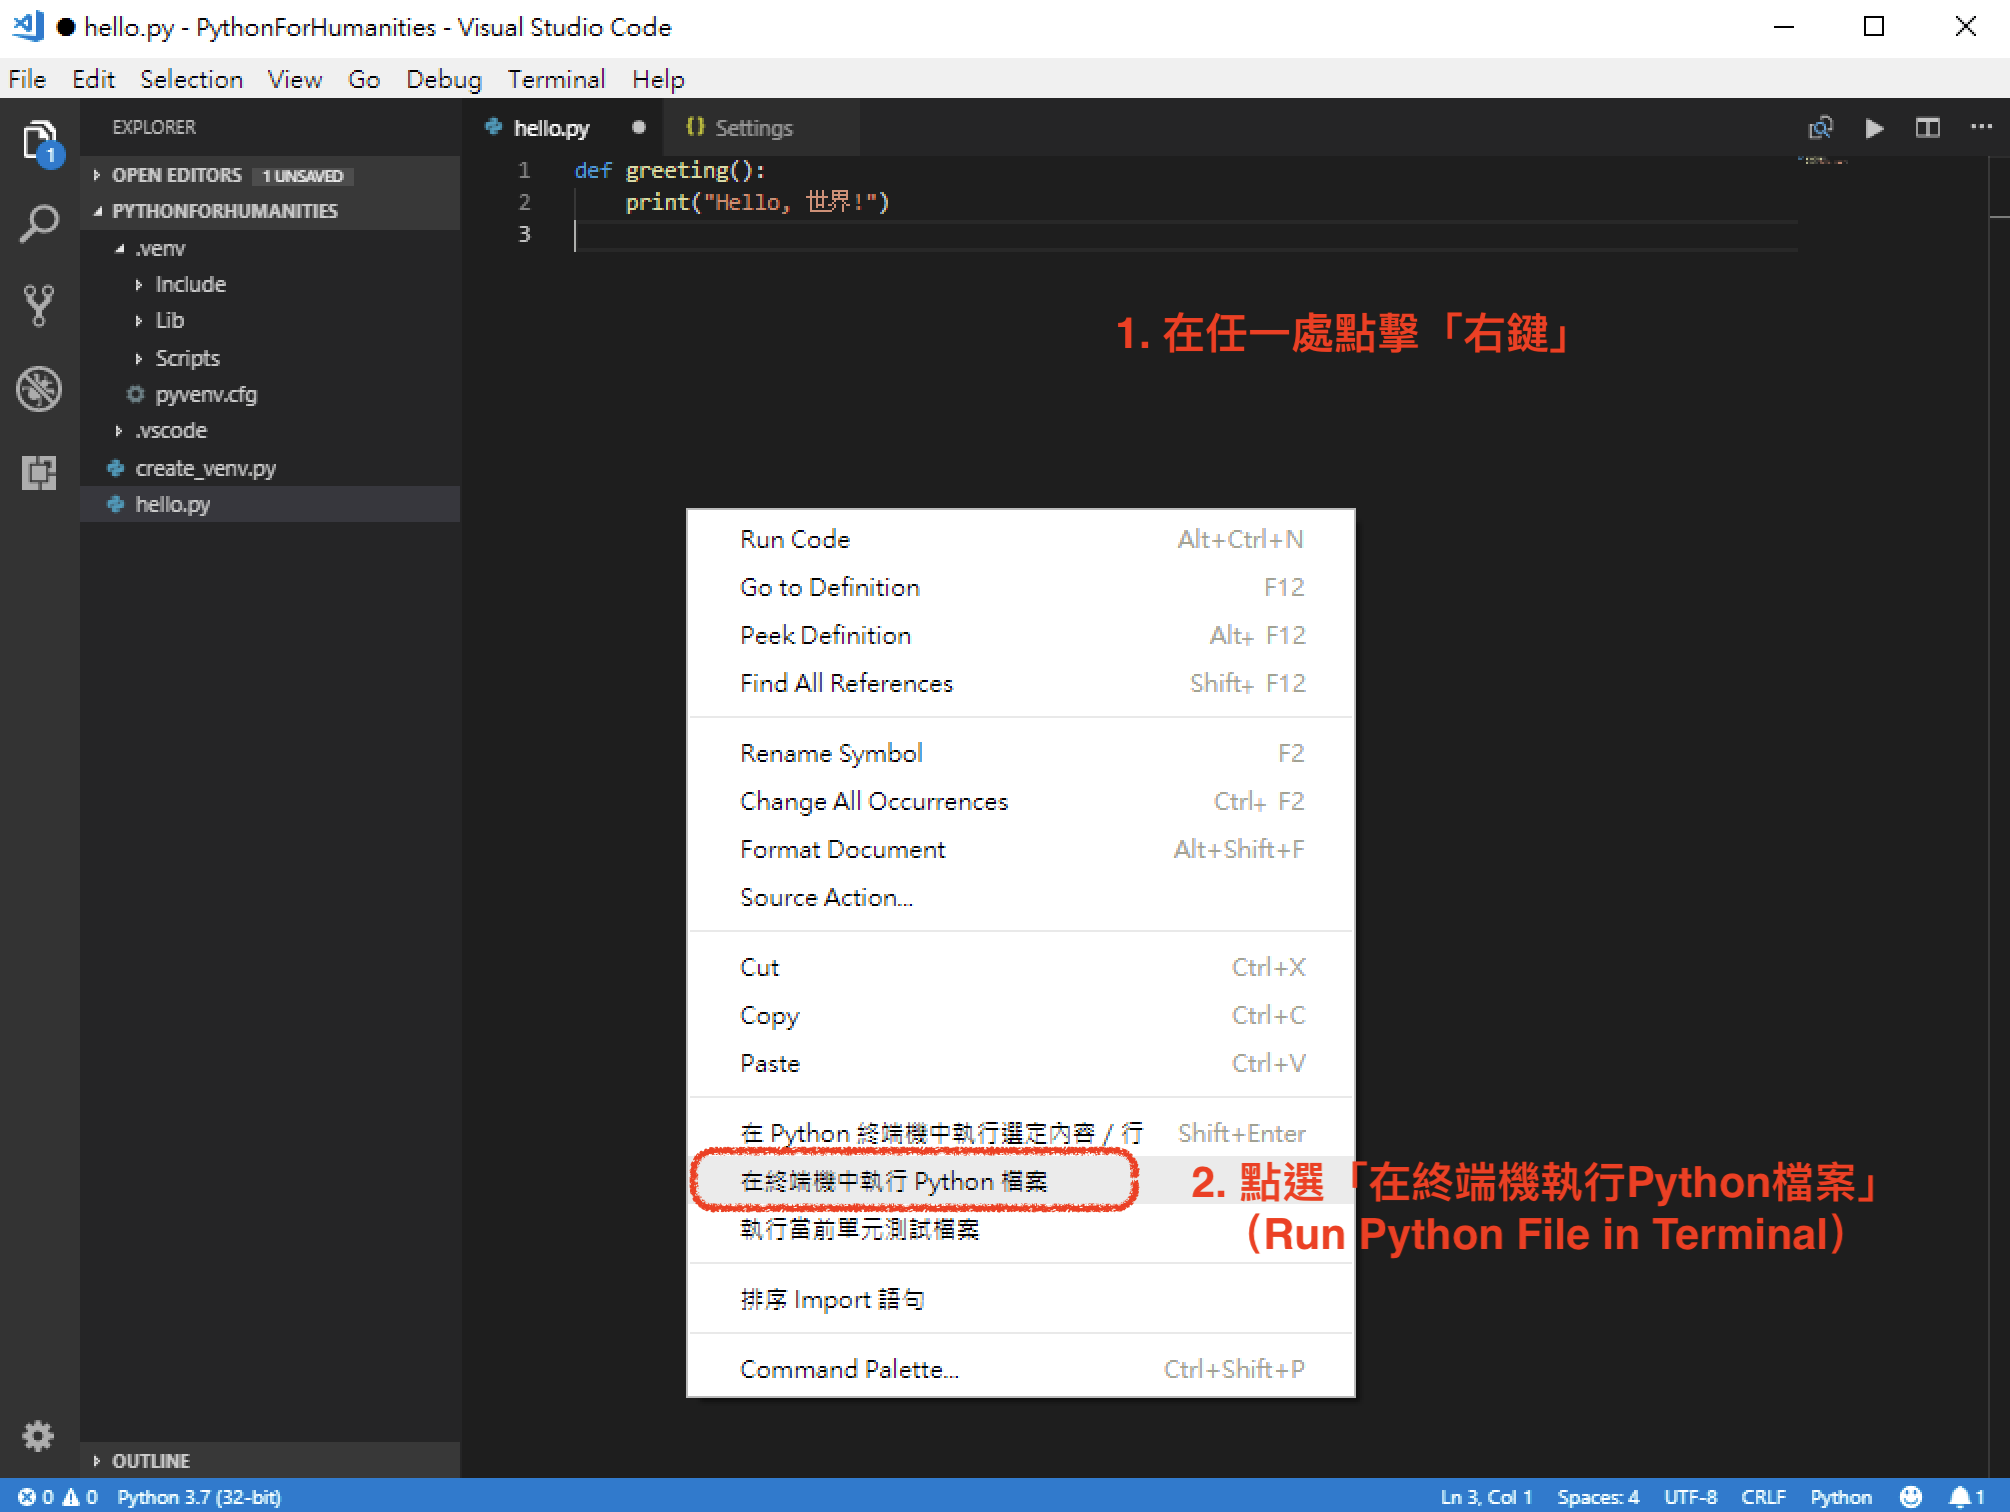 ● hello.py - PythonForHumanities - Visual Studio Code
File Edit Selection View Go Debug Terminal Help
EXPLORER
1
OPEN EDITORS 1 UNSAVED
PYTHONFORHUMANITIES
.venv
Include
Lib
Scripts
pyvenv.cfg
.vscode
create_venv.py
hello.py
OUTLINE
hello.py ● {} Settings
1 def greeting():
2 print("Hello, 世界!")
3
1. 在任一處點擊「右鍵」
Run Code Alt+Ctrl+N
Go to Definition F12
Peek Definition Alt+ F12
Find All References Shift+ F12
Rename Symbol F2
Change All Occurrences Ctrl+ F2
Format Document Alt+Shift+F
Source Action...
Cut Ctrl+X
Copy Ctrl+C
Paste Ctrl+V
在 Python 終端機中執行選定內容 / 行 Shift+Enter
在終端機中執行 Python 檔案
2. 點選「在終端機執行Python檔案」
（Run Python File in Terminal）
執行當前單元測試檔案
排序 Import 語句
Command Palette... Ctrl+Shift+P
0 0 Python 3.7 (32-bit) Ln 3, Col 1 Spaces: 4 UTF-8 CRLF Python 1